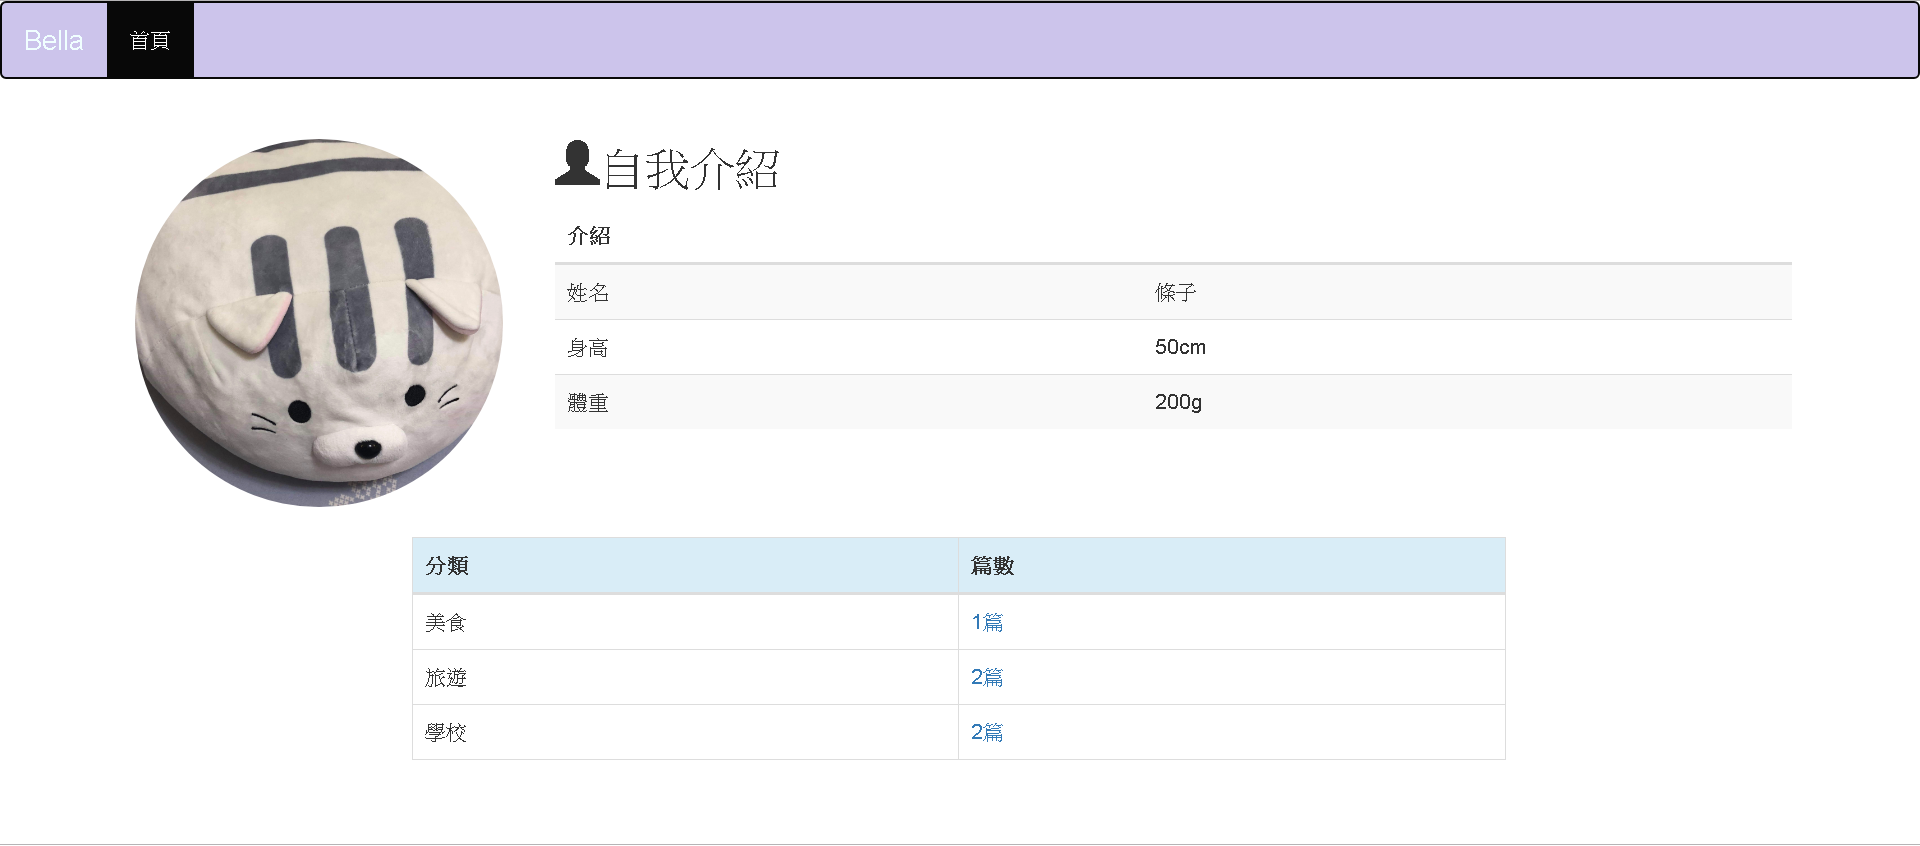 Bella 首頁
自我介紹
介紹
姓名 條子
身高 50cm
體重 200g
分類 篇數
美食 1篇
旅遊 2篇
學校 2篇